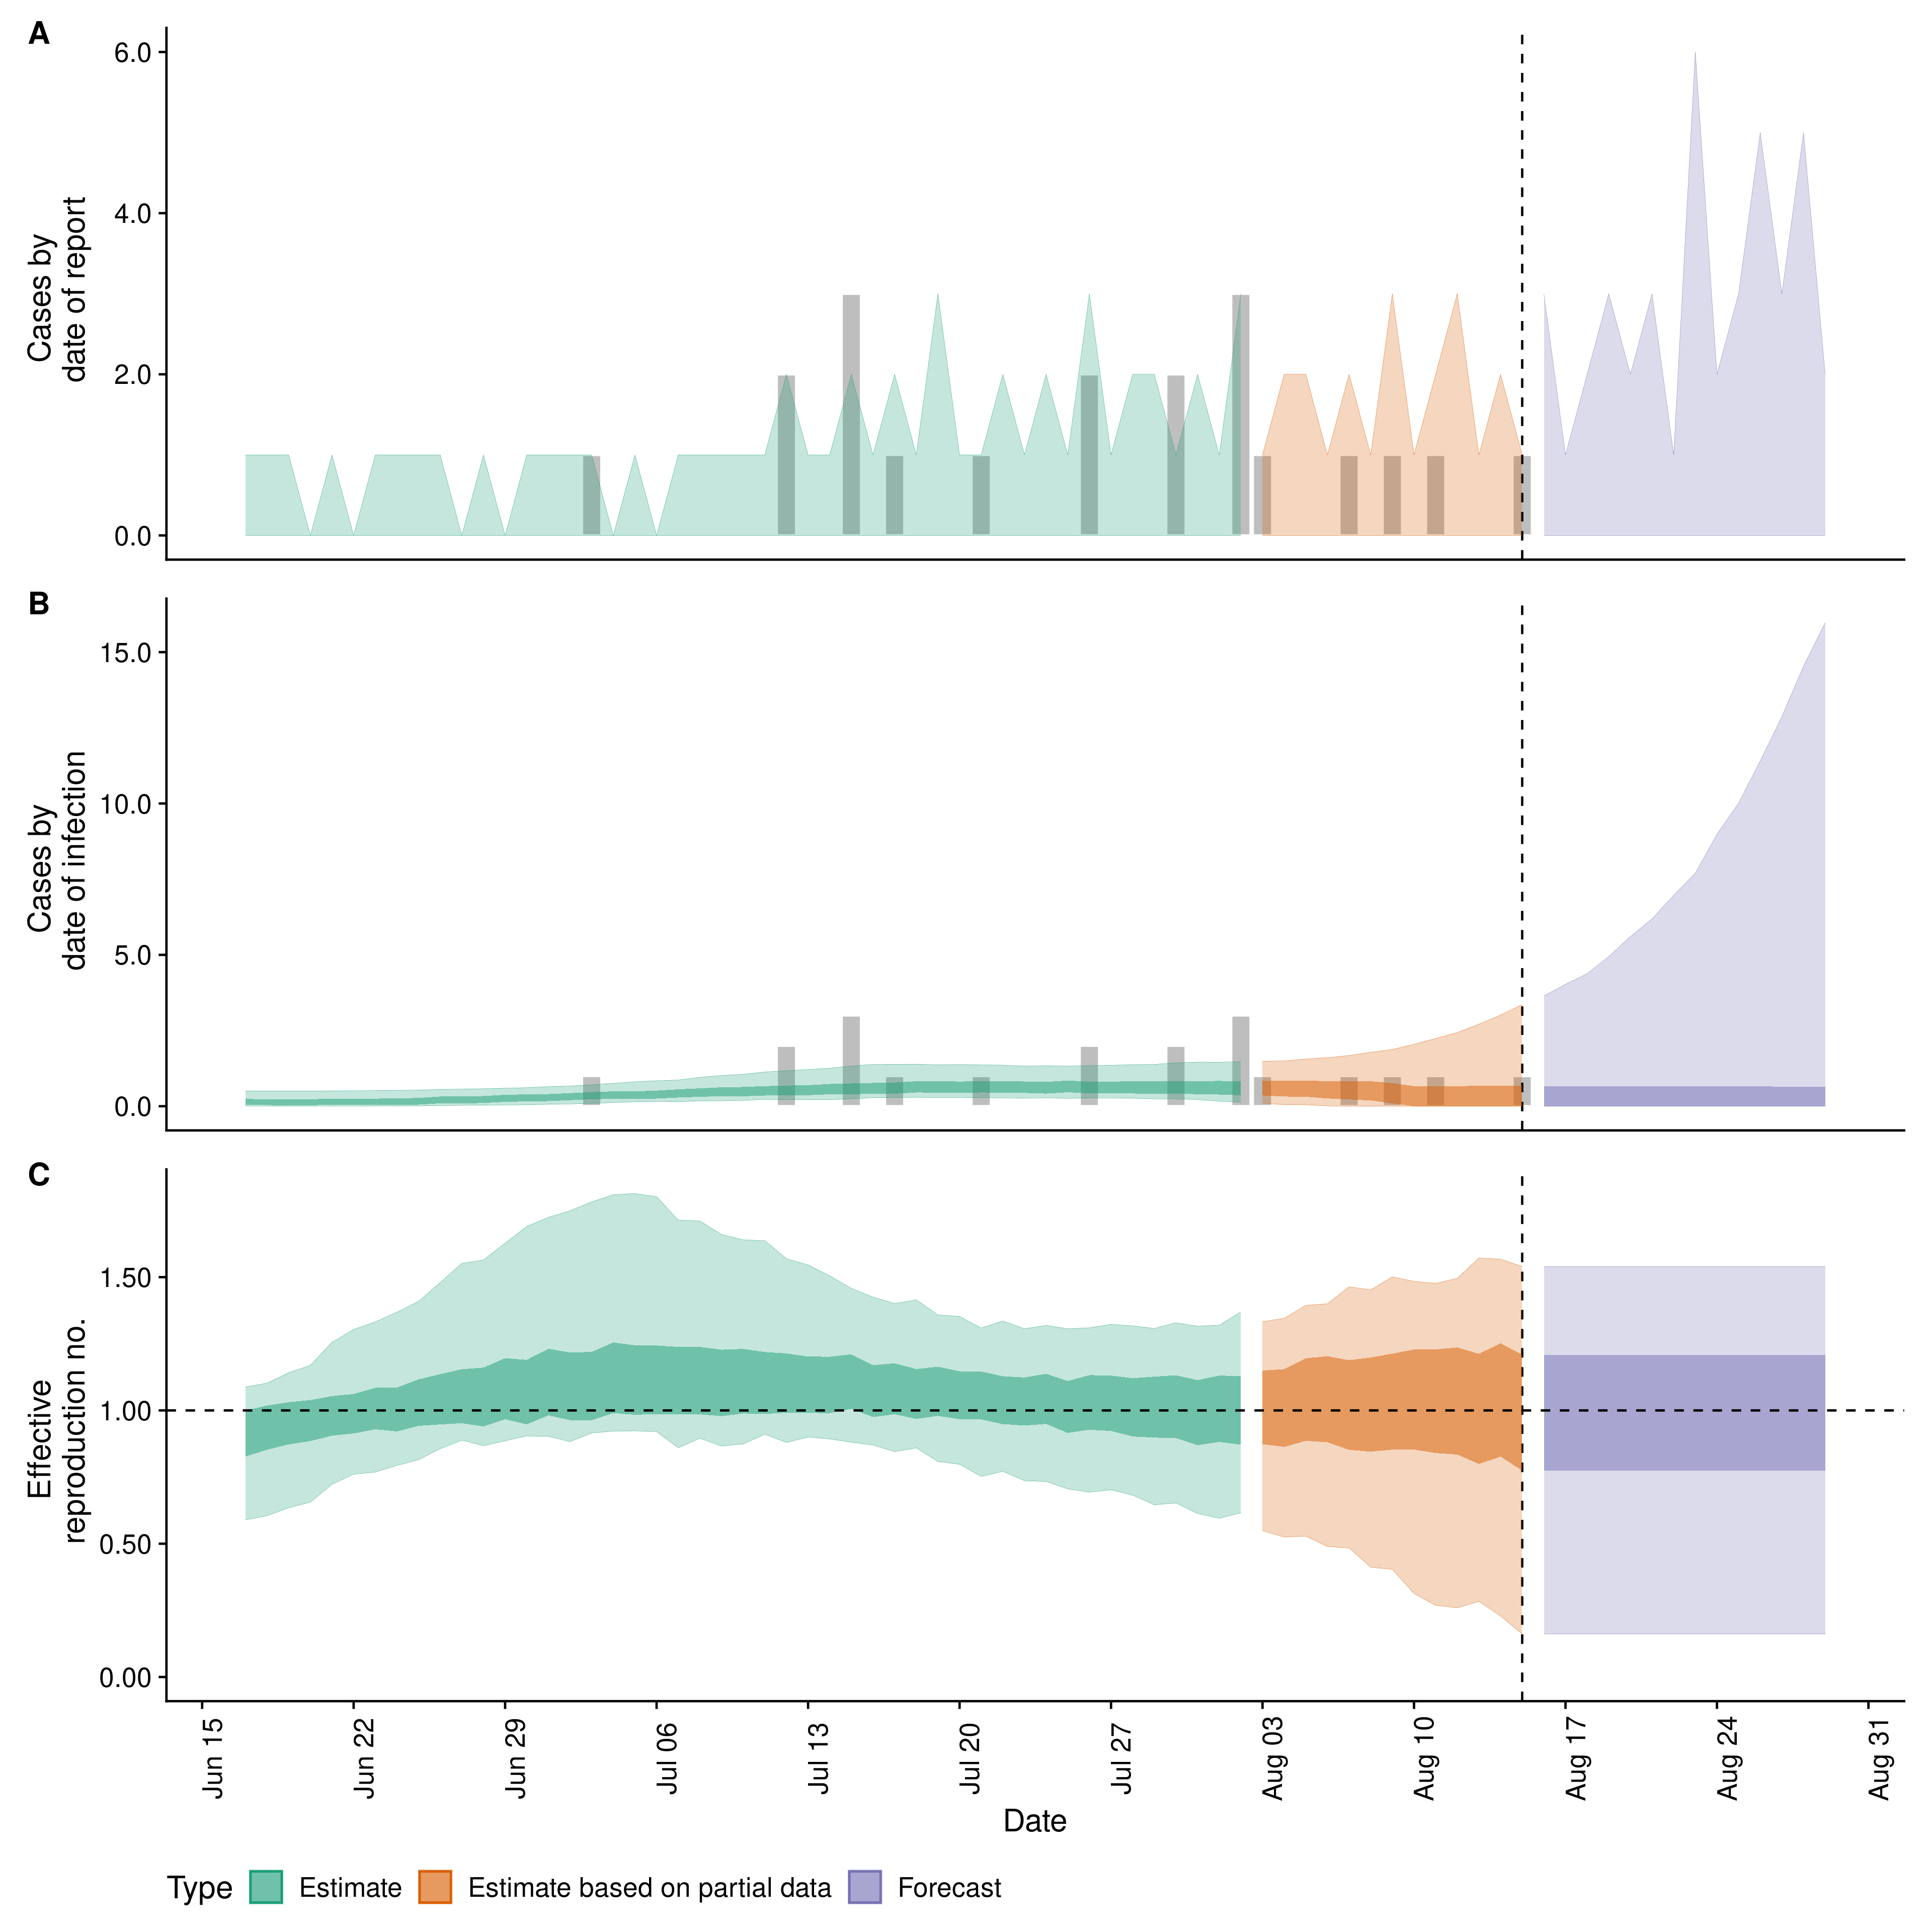 A
6.0
4.0
2.0
0.0
Cases by
date of report
B
15.0
10.0
5.0
0.0
Cases by
date of infection
C
1.50
1.00
0.50
0.00
Effective
reproduction no.
Jun 15
Jun 22
Jun 29
Jul 06
Jul 13
Jul 20
Jul 27
Aug 03
Aug 10
Aug 17
Aug 24
Aug 31
Date
Type Estimate Estimate based on partial data Forecast